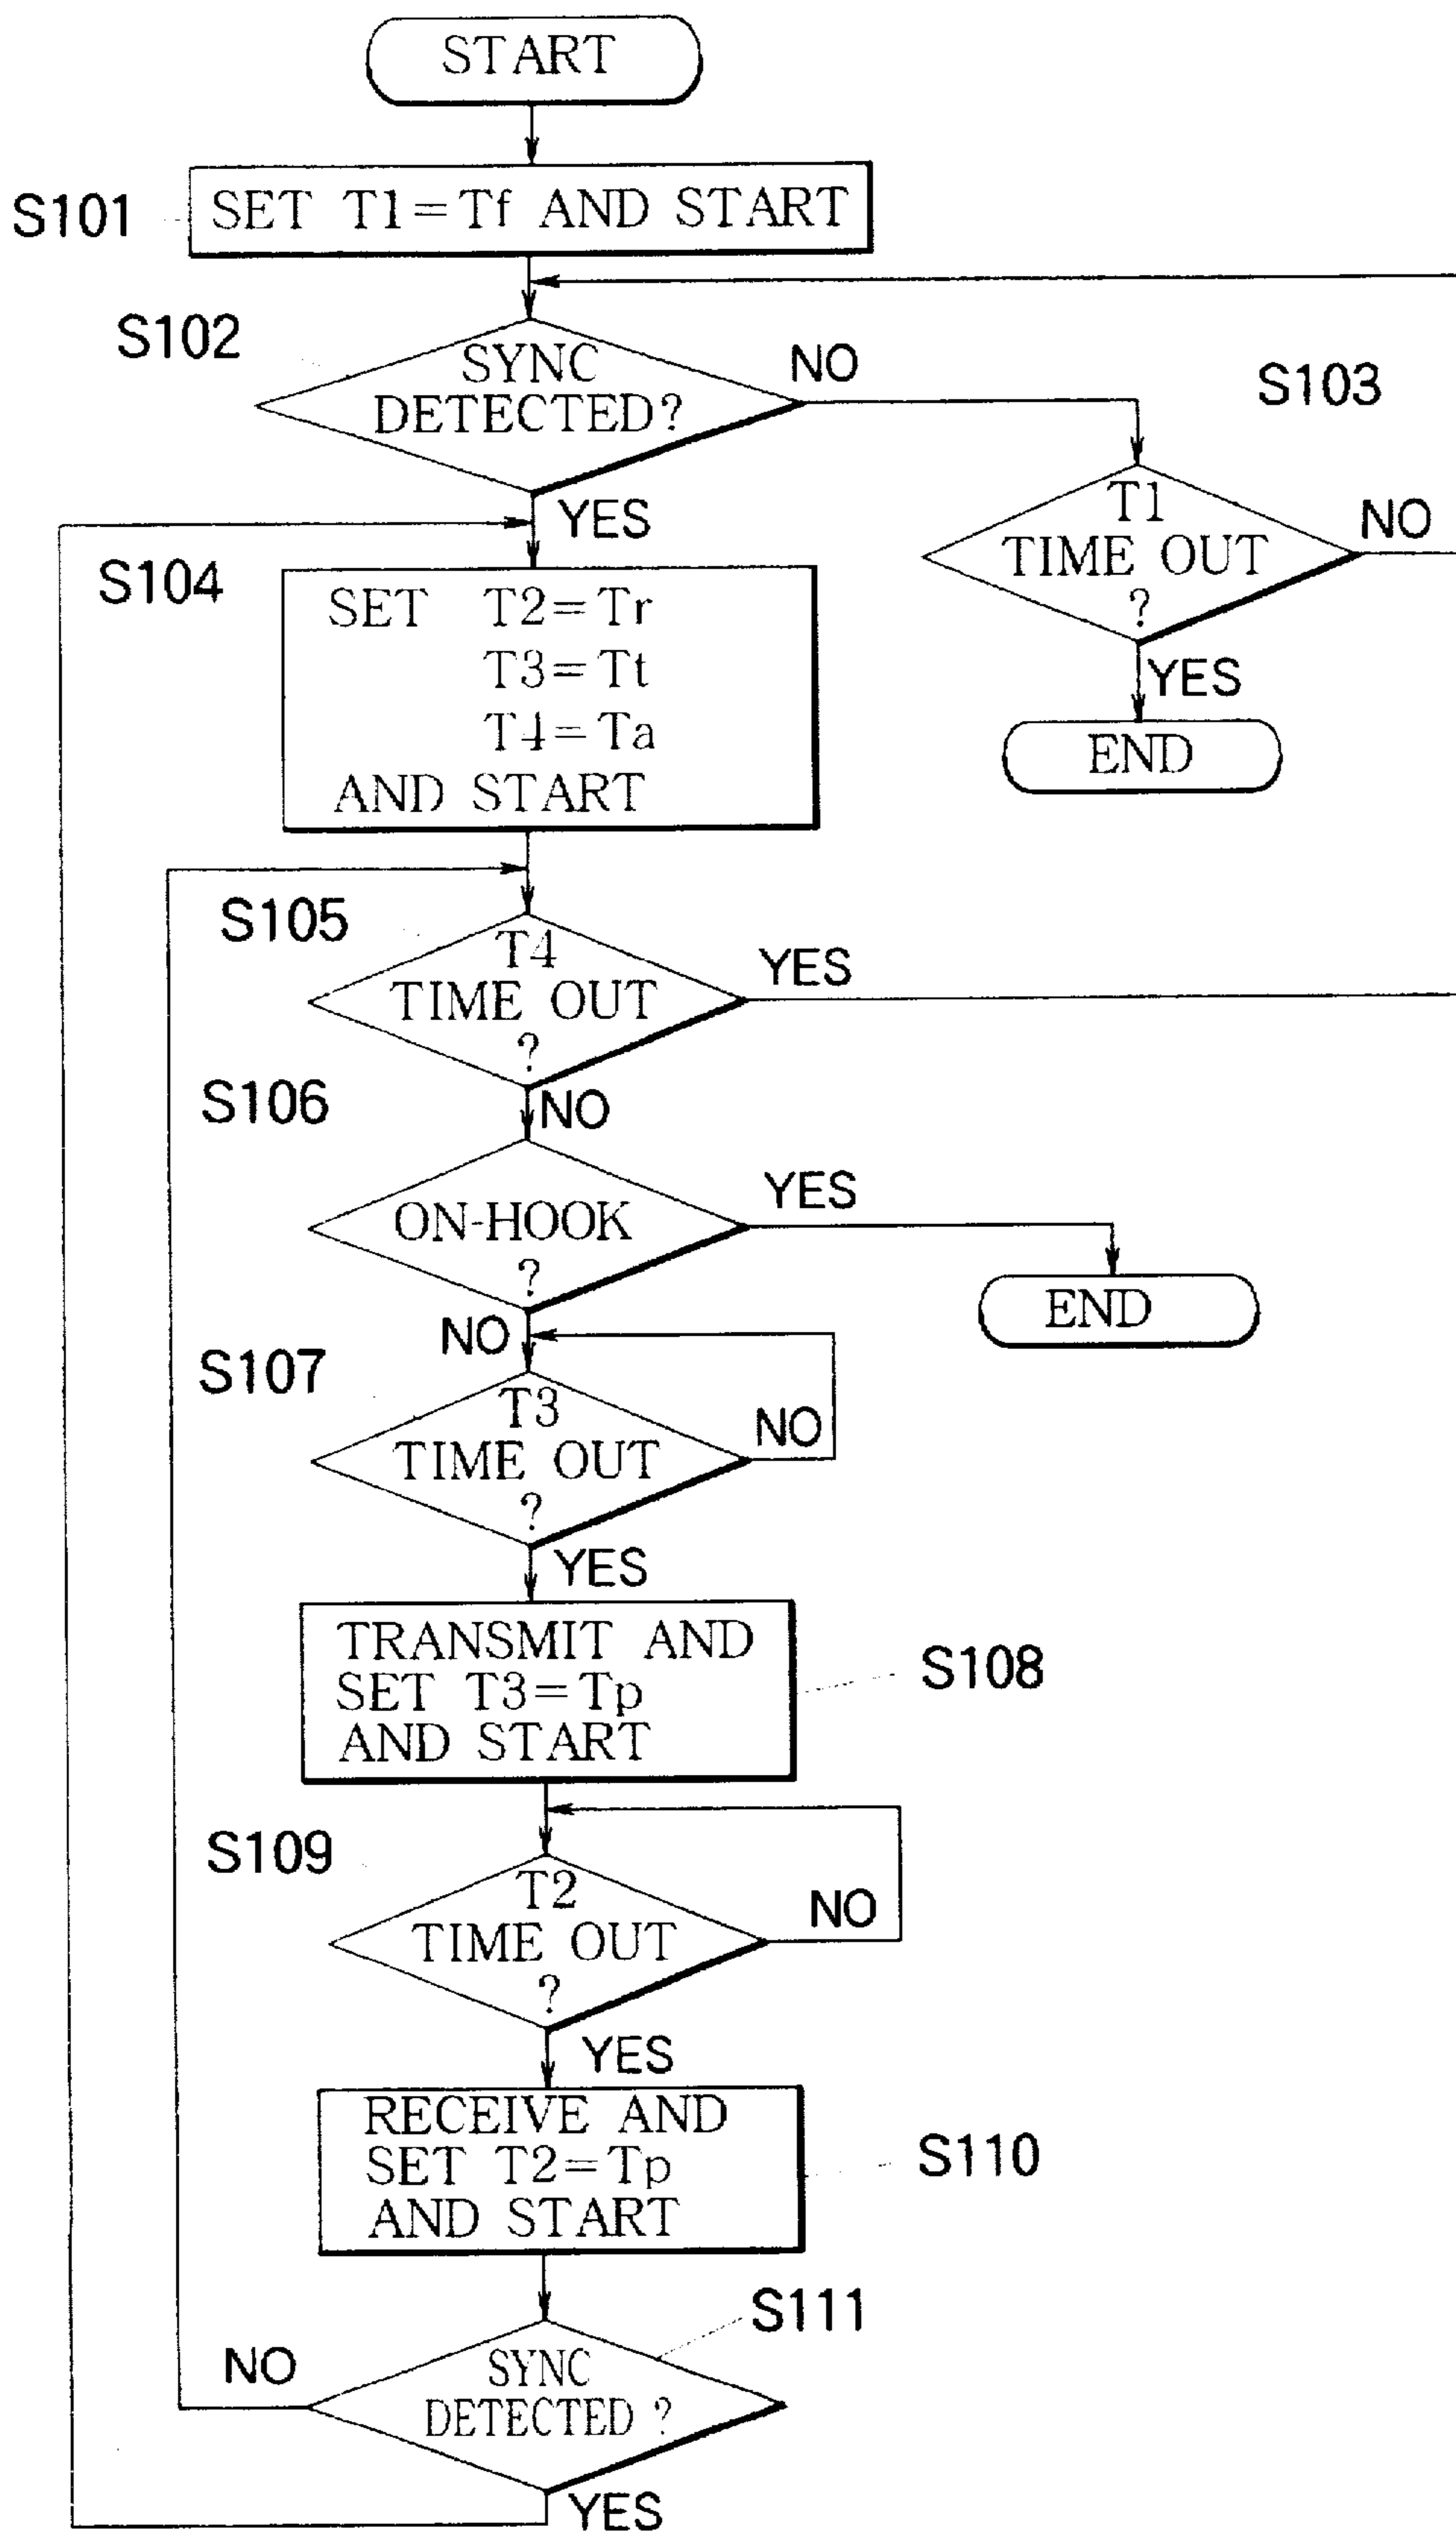 START
S101
SET T1=Tf AND START
S102
SYNC
DETECTED?
NO
S103
T1
TIME OUT
?
NO
YES
END
YES
S104
SET T2=Tr
T3=Tt
T4=Ta
AND START
S105
T4
TIME OUT
?
YES
NO
S106
ON-HOOK
?
YES
END
NO
S107
T3
TIME OUT
?
NO
YES
TRANSMIT AND
SET T3=Tp
AND START
S108
S109
T2
TIME OUT
?
NO
YES
RECEIVE AND
SET T2=Tp
AND START
S110
S111
SYNC
DETECTED ?
NO
YES